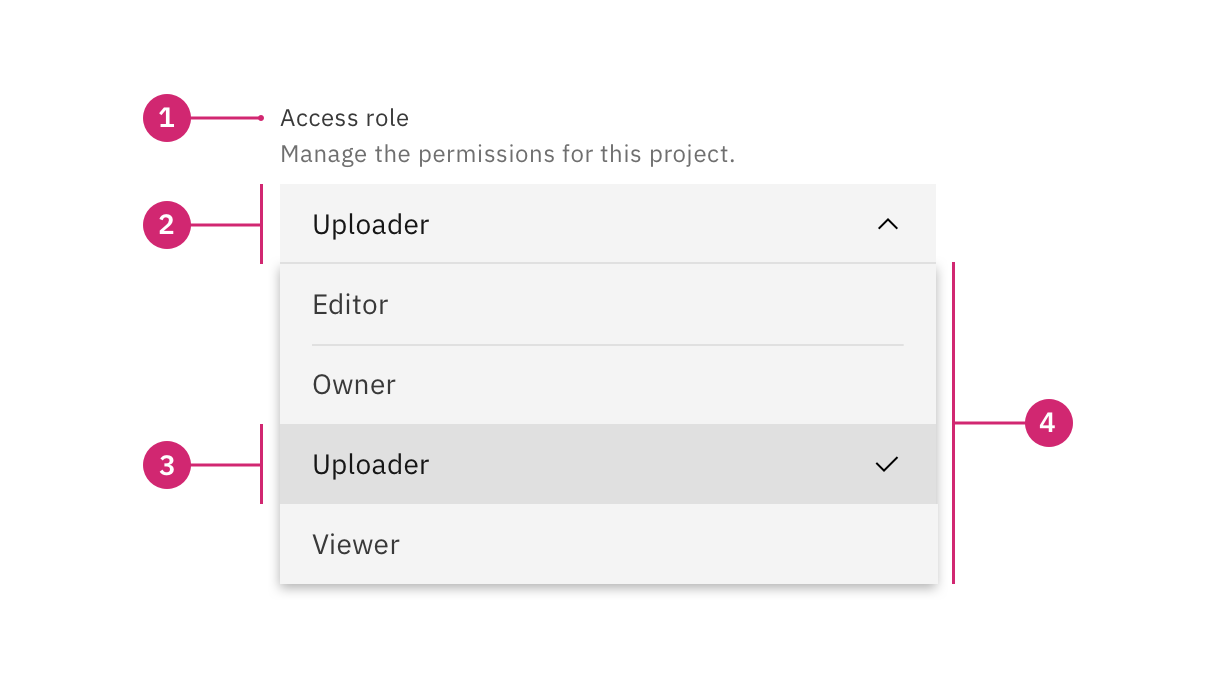 1 Access role
Manage the permissions for this project.
2 Uploader
Editor
Owner
4
3 Uploader
Viewer